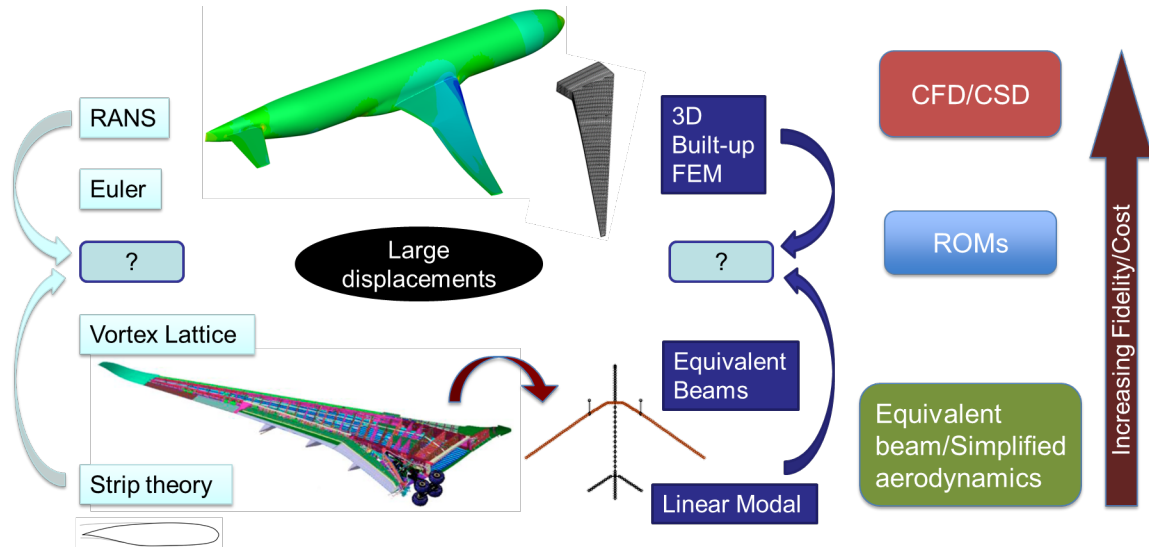 RANS
Euler
?
Vortex Lattice
Strip theory
Large
displacements
3D
Built-up
FEM
?
Equivalent
Beams
Linear Modal
CFD/CSD
ROMs
Equivalent
beam/Simplified
aerodynamics
Increasing Fidelity/Cost